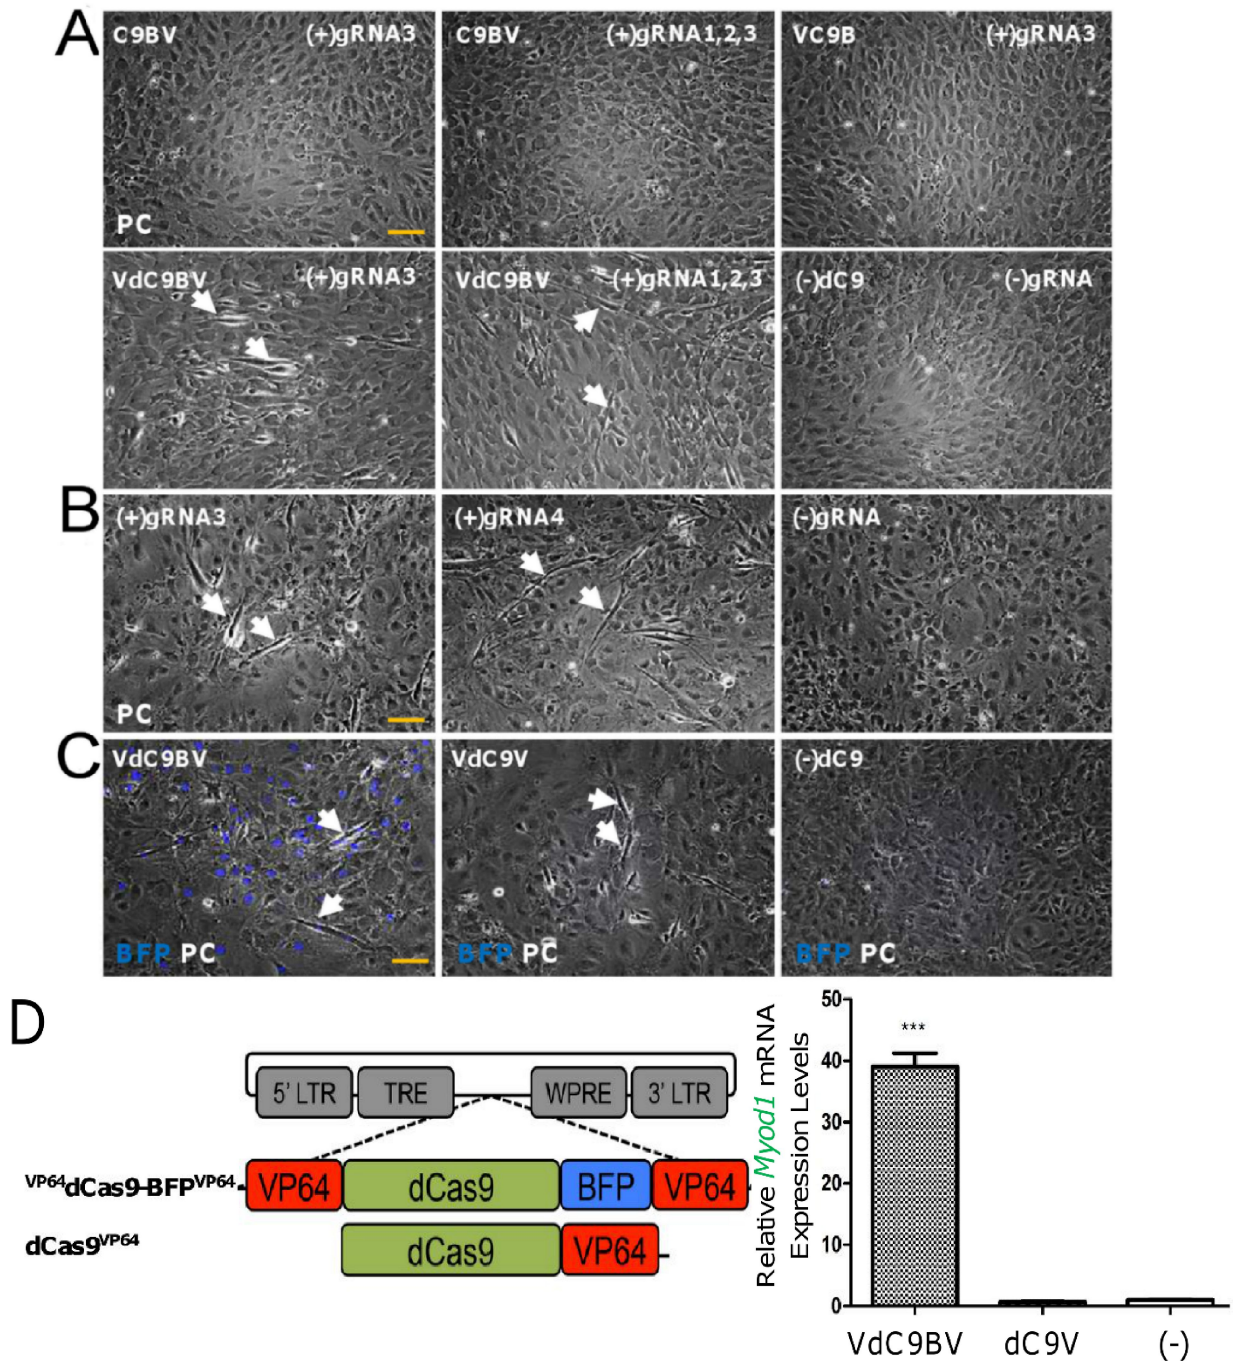 A
C9BV (+)gRNA3
C9BV (+)gRNA1,2,3
VC9B (+)gRNA3
PC
VdC9BV (+)gRNA3
VdC9BV (+)gRNA1,2,3
(-)dC9 (-)gRNA
B
(+)gRNA3
(+)gRNA4
(-)gRNA
PC
C
VdC9BV
VdC9V
(-)dC9
BFP PC
BFP PC
BFP PC
D
5' LTR
TRE
WPRE
3' LTR
VP64dCas9-BFPVP64
VP64
dCas9
BFP
VP64
dCas9VP64
dCas9
VP64
Relative Myod1 mRNA
Expression Levels
50
40
30
20
10
0
***
VdC9BV
dC9V
(-)